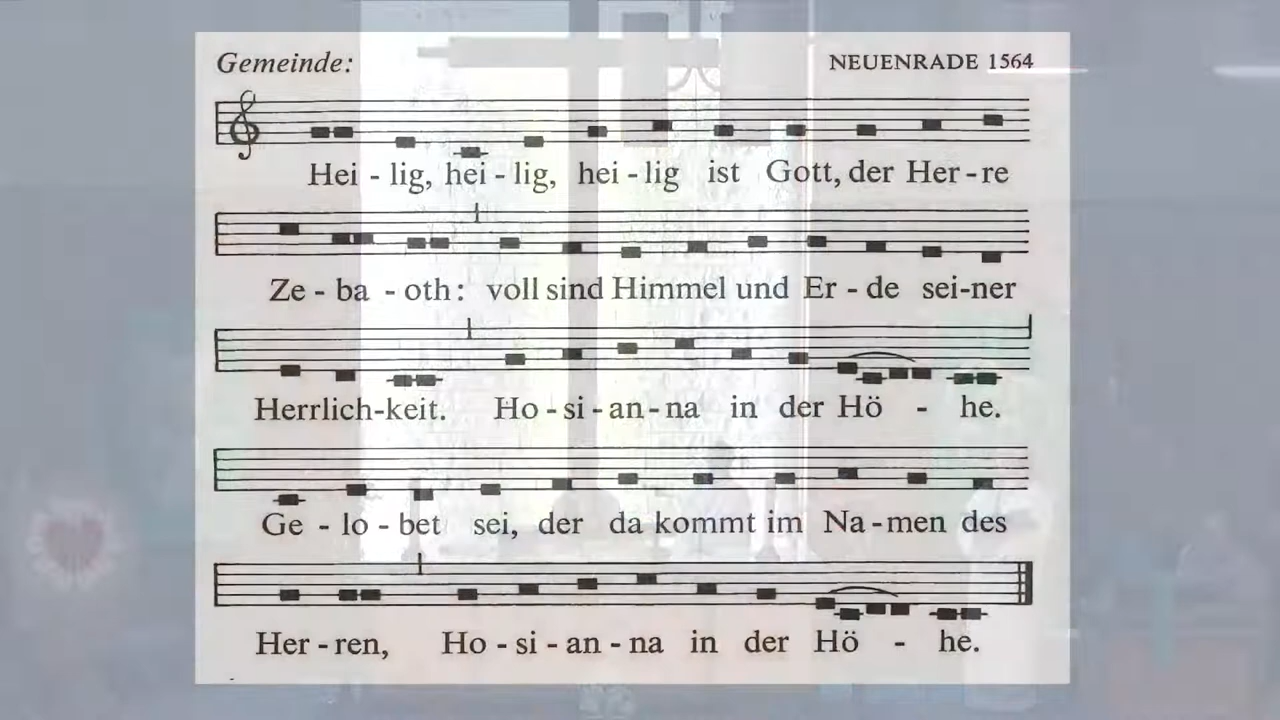 Gemeinde: NEUENRADE 1564
Hei - lig, hei - lig, hei - lig ist Gott, der Her - re
Ze - ba - oth: voll sind Himmel und Er - de sei-ner
Herrlich-keit. Ho - si - an - na in der Hö - he.
Ge - lo - bet sei, der da kommt im Na - men des
Her - ren, Ho - si - an - na in der Hö - he.